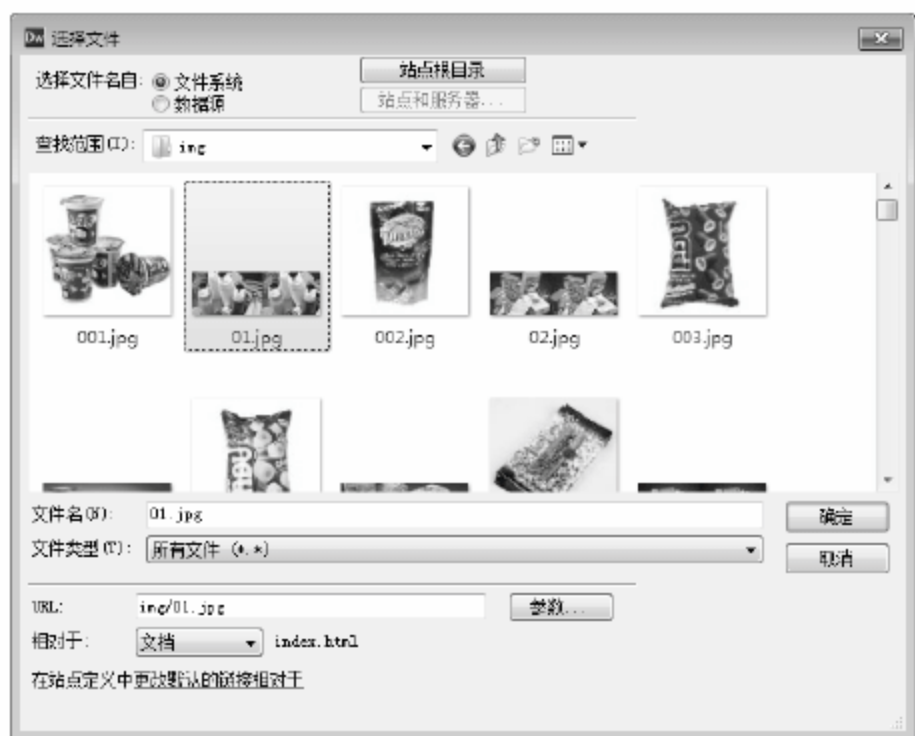 Dw 选择文件
选择文件名自: 文件系统
数据源
站点根目录
站点和服务器...
查找范围(I): img
001.jpg 01.jpg 002.jpg 02.jpg 003.jpg
文件名(N): 01.jpg 确定
文件类型(T): 所有文件 (*.*) 取消
URL: img/01.jpg 参数...
相对于: 文档 index.html
在站点定义中更改默认的链接相对于